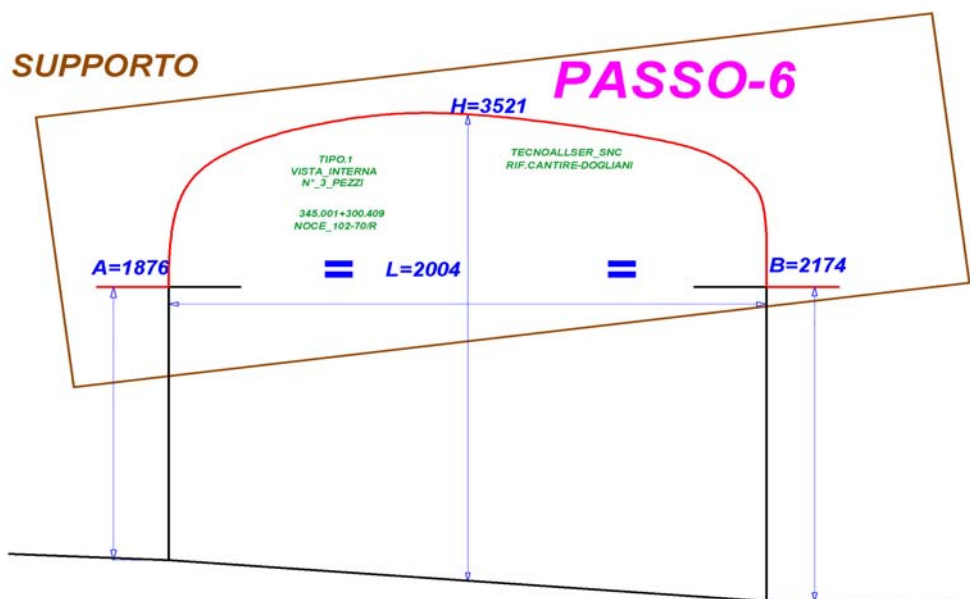 SUPPORTO
PASSO-6
H=3521
TIPO.1
VISTA_INTERNA
N°_3_PEZZI
TECNOALLSER_SNC
RIF.CANTIRE-DOGLIANI
345.001+300.409
NOCE_102-70/R
A=1876
=
L=2004
=
B=2174